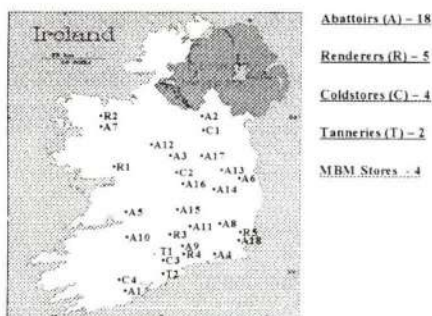 Ireland
Abattoirs (A) – 18
Renderers (R) – 5
Coldstores (C) – 4
Tanneries (T) – 2
MBM Stores - 4
R2
A7
A2
C1
A12
A3
A17
R1
C2
A13
A6
A16
A14
A5
A15
A10
A11
A8
R3
R5
A18
A9
T1
R4
A4
C3
T2
C4
A1